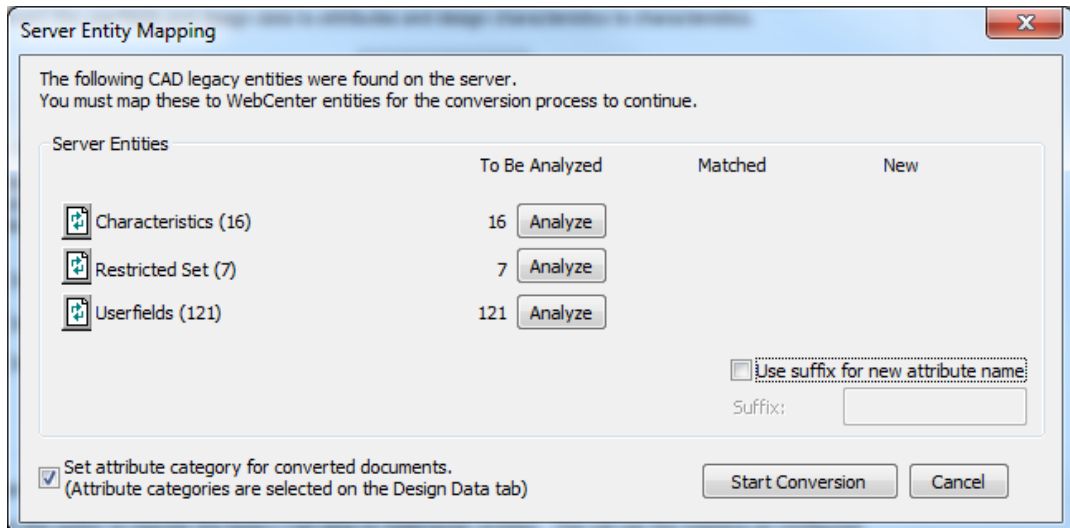 Server Entity Mapping
The following CAD legacy entities were found on the server.
You must map these to WebCenter entities for the conversion process to continue.
Server Entities
To Be Analyzed Matched New
Characteristics (16) 16 Analyze
Restricted Set (7) 7 Analyze
Userfields (121) 121 Analyze
Use suffix for new attribute name
Suffix:
Set attribute category for converted documents.
(Attribute categories are selected on the Design Data tab)
Start Conversion Cancel